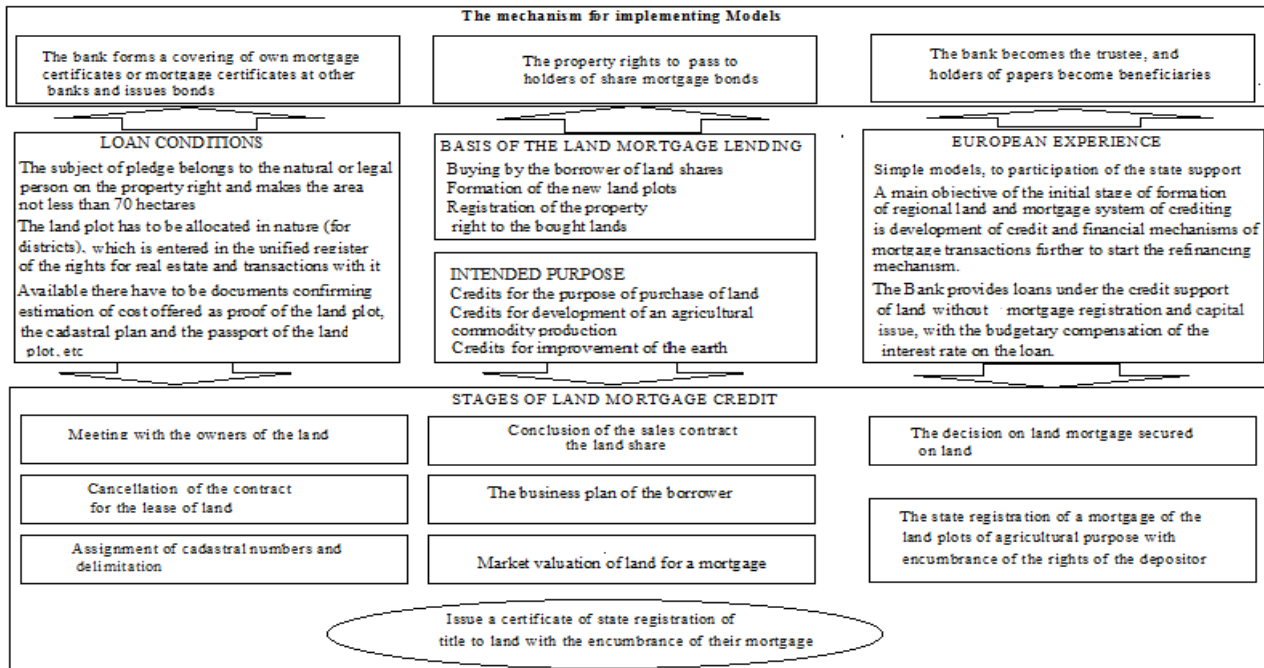 The mechanism for implementing Models
The bank forms a covering of own mortgage
certificates or mortgage certificates at other
banks and issues bonds
The property rights to pass to
holders of share mortgage bonds
The bank becomes the trustee, and
holders of papers become beneficiaries
LOAN CONDITIONS
The subject of pledge belongs to the natural or legal
person on the property right and makes the area
not less than 70 hectares
The land plot has to be allocated in nature (for
districts), which is entered in the unified register
of the rights for real estate and transactions with it
Available there have to be documents confirming
estimation of cost offered as proof of the land plot,
the cadastral plan and the passport of the land
plot, etc
BASIS OF THE LAND MORTGAGE LENDING
Buying by the borrower of land shares
Formation of the new land plots
Registration of the property
right to the bought lands
INTENDED PURPOSE
Credits for the purpose of purchase of land
Credits for development of an agricultural
commodity production
Credits for improvement of the earth
EUROPEAN EXPERIENCE
Simple models, to participation of the state support
A main objective of the initial stage of formation
of regional land and mortgage system of crediting
is development of credit and financial mechanisms of
mortgage transactions further to start the refinancing
mechanism.
The Bank provides loans under the credit support
of land without mortgage registration and capital
issue, with the budgetary compensation of the
interest rate on the loan.
STAGES OF LAND MORTGAGE CREDIT
Meeting with the owners of the land
Cancellation of the contract
for the lease of land
Assignment of cadastral numbers and
delimitation
Conclusion of the sales contract
the land share
The business plan of the borrower
Market valuation of land for a mortgage
The decision on land mortgage secured
on land
The state registration of a mortgage of the
land plots of agricultural purpose with
encumbrance of the rights of the depositor
Issue a certificate of state registration of
title to land with the encumbrance of their mortgage